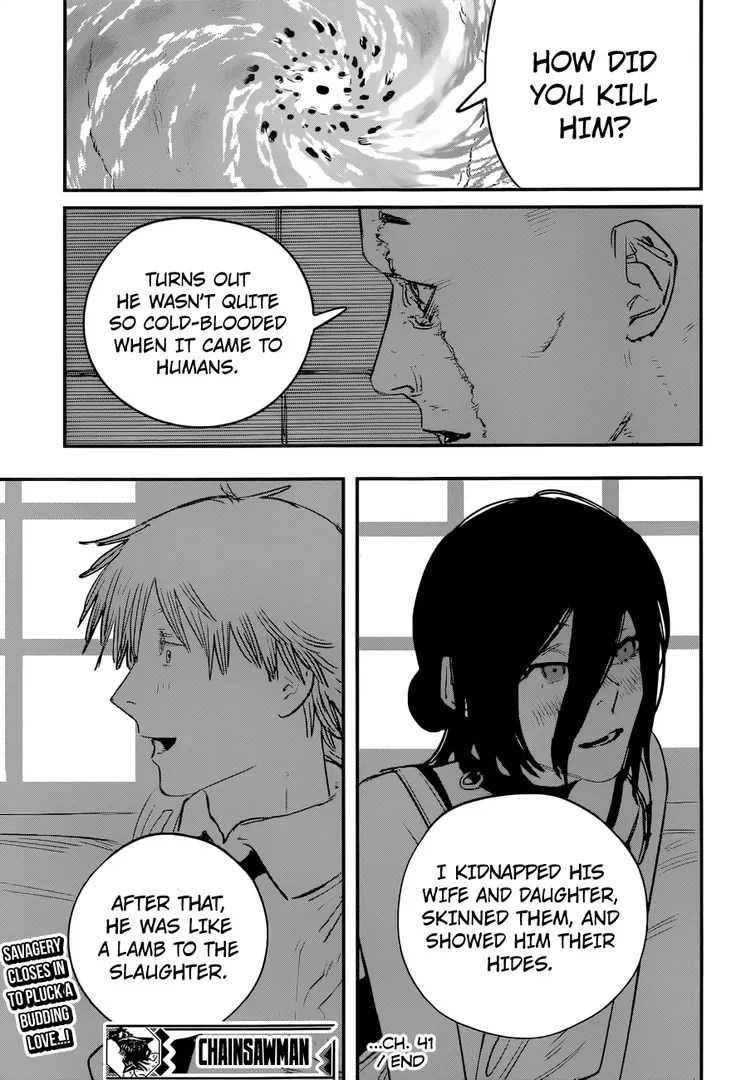 HOW DID
YOU KILL
HIM?
TURNS OUT
HE WASN'T QUITE
SO COLD-BLOODED
WHEN IT CAME TO
HUMANS.
I KIDNAPPED HIS
WIFE AND DAUGHTER,
SKINNED THEM, AND
SHOWED HIM THEIR
HIDES.
AFTER THAT,
HE WAS LIKE
A LAMB TO THE
SLAUGHTER.
SAVAGERY
CLOSES IN
TO PLUCK A
BUDDING
LOVE...!
CHAINSAWMAN
...CH. 41
/ END